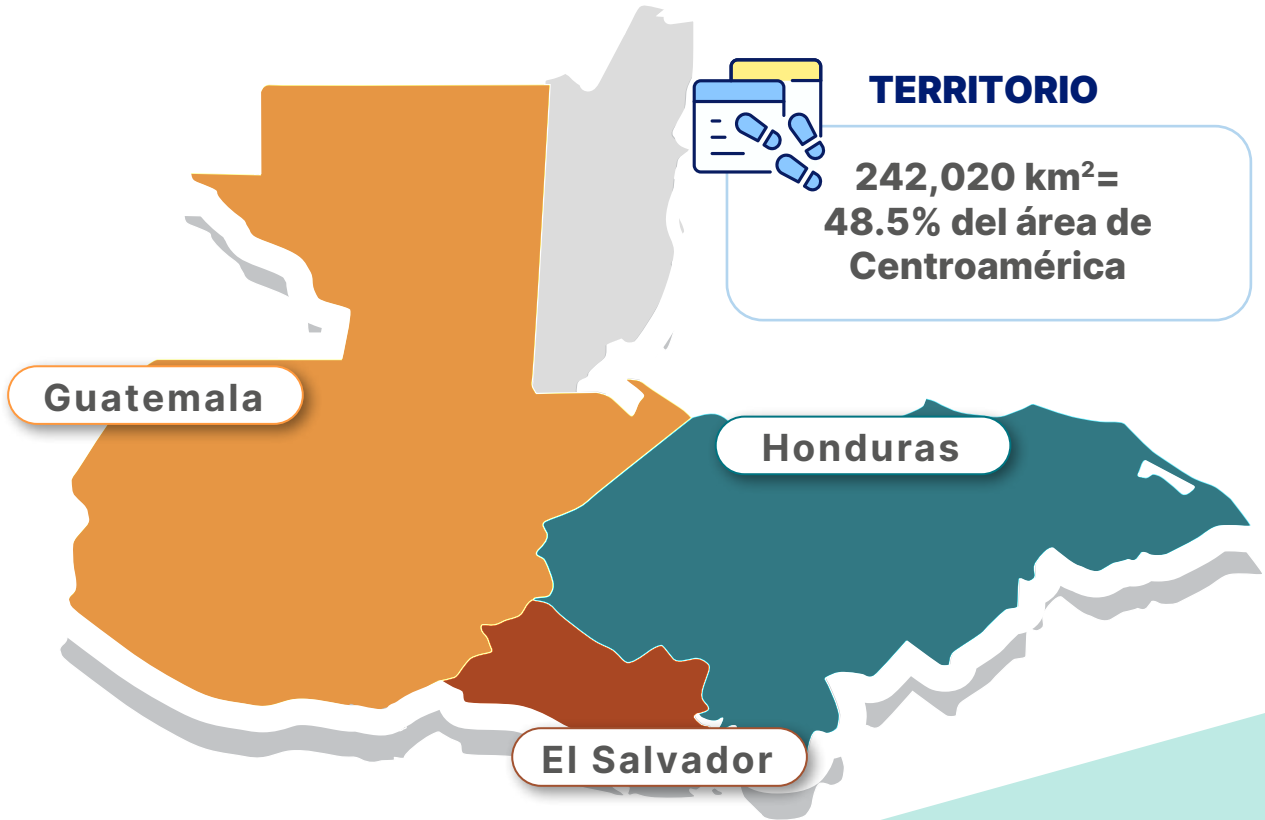 TERRITORIO
242,020 km²=
48.5% del área de
Centroamérica
Guatemala
Honduras
El Salvador